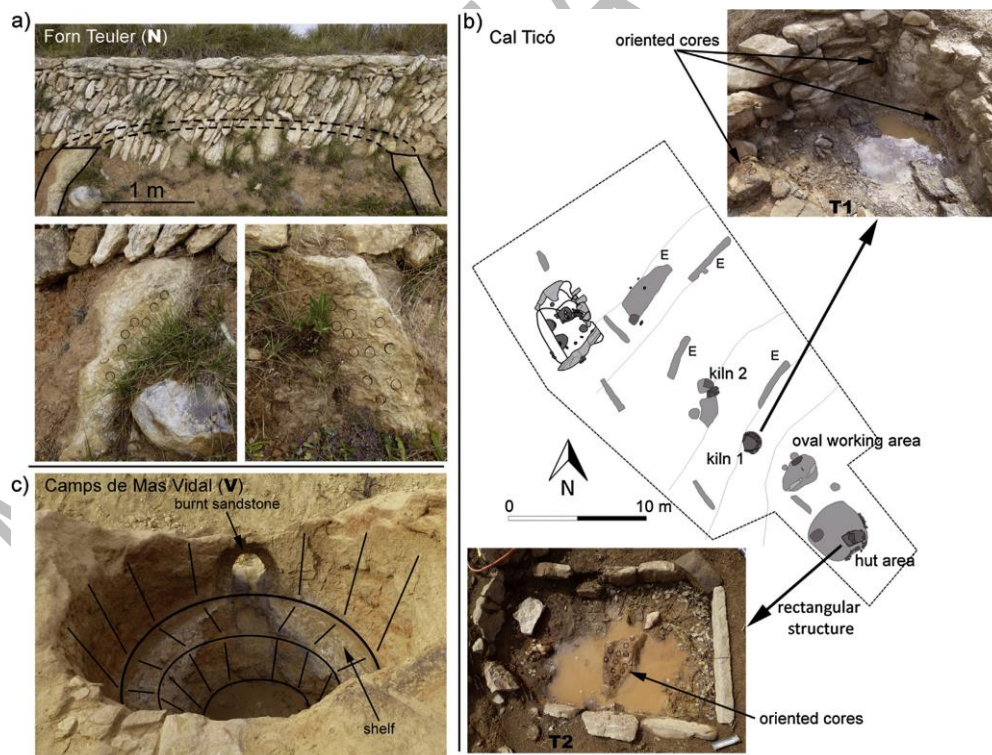 a)
Forn Teuler (N)
1 m
c)
Camps de Mas Vidal (V)
burnt sandstone
shelf
b)
Cal Ticó
oriented cores
T1
E
E
E
E
kiln 2
kiln 1
oval working area
hut area
N
0
10 m
rectangular
structure
oriented cores
T2